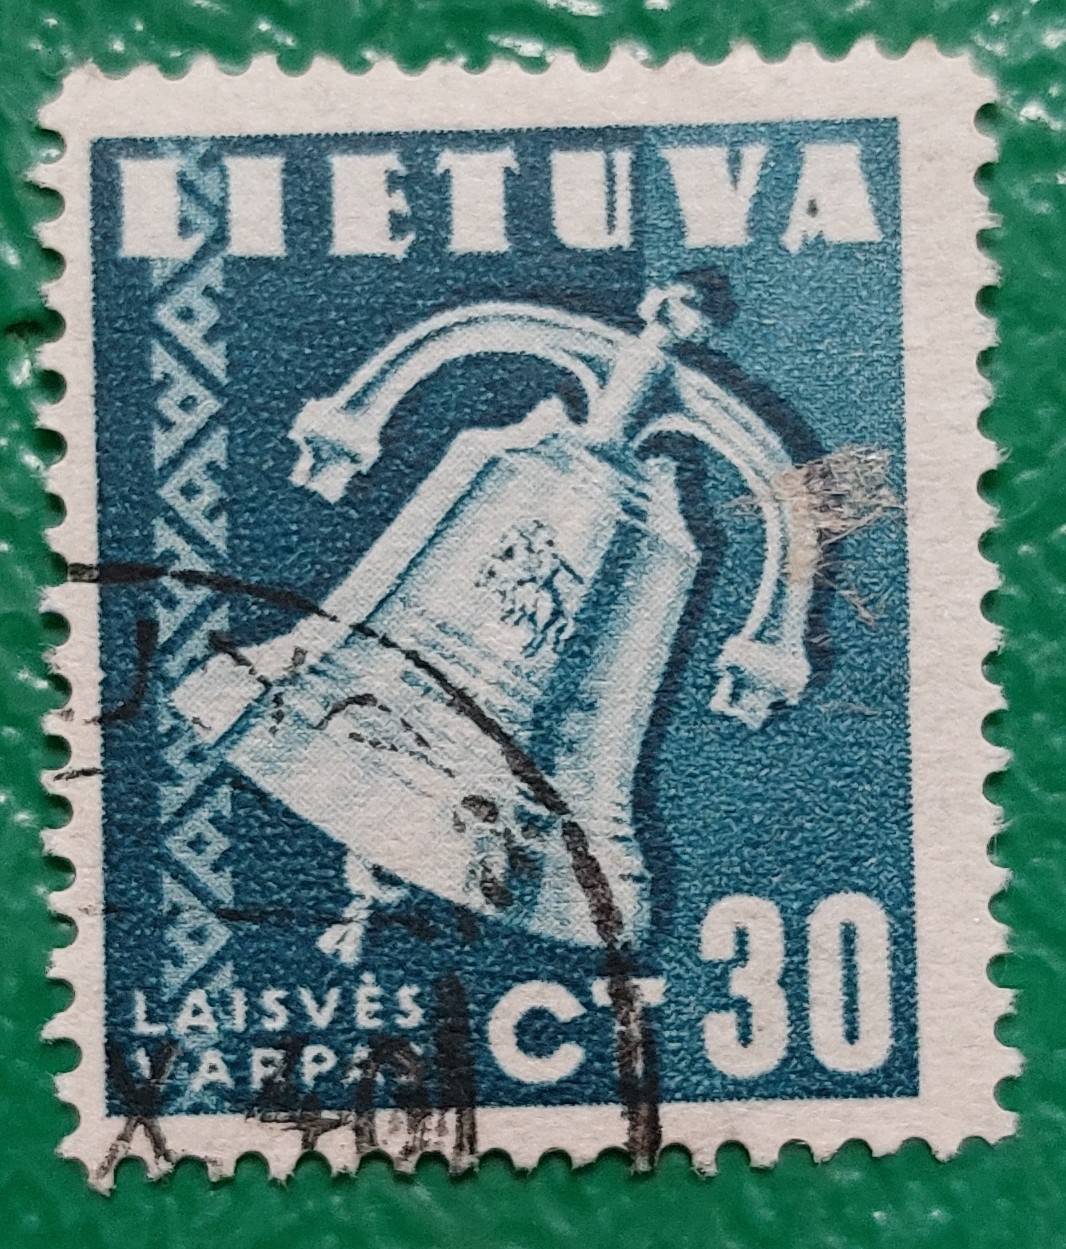 LIETUVA
LAISVĖS
VARPAS
CT 30